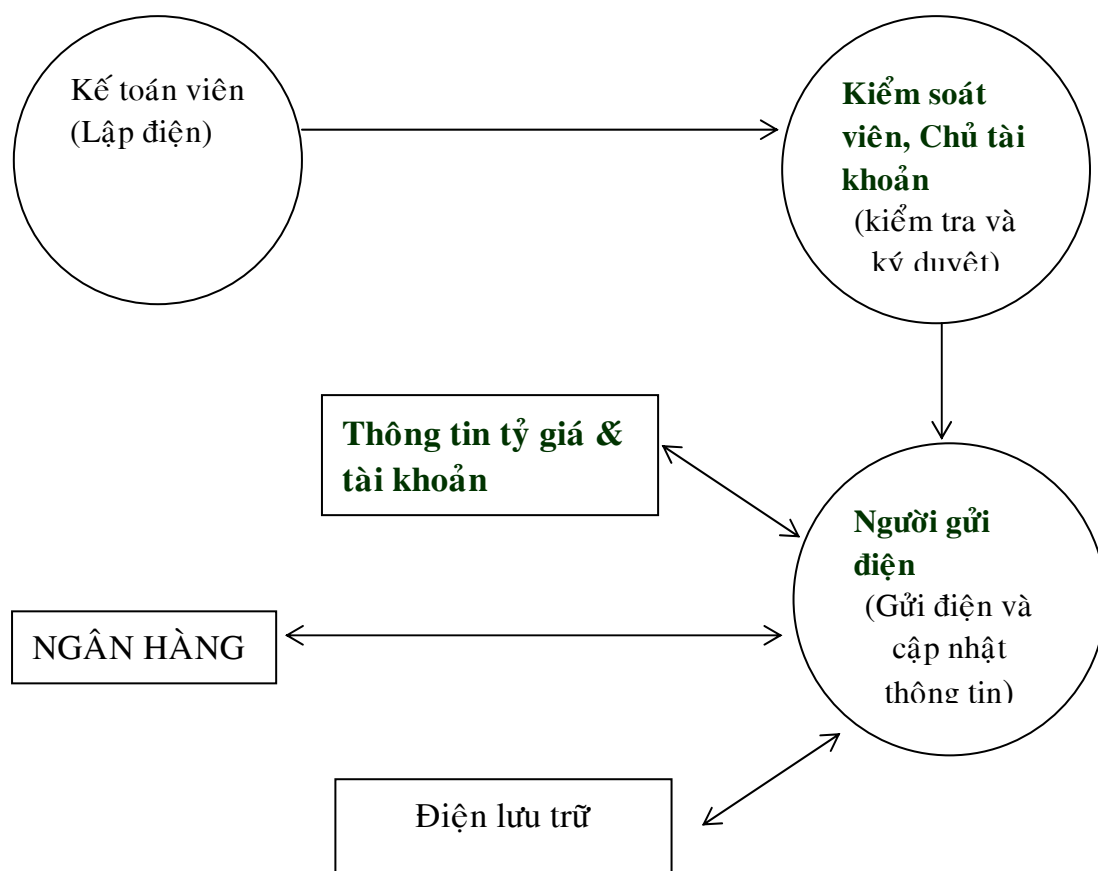 Kế toán viên
(Lập điện)
Kiểm soát
viên, Chủ tài
khoản
(kiểm tra và
ký duyệt)
Thông tin tỷ giá &
tài khoản
Người gửi
điện
(Gửi điện và
cập nhật
thông tin)
NGÂN HÀNG
Điện lưu trữ